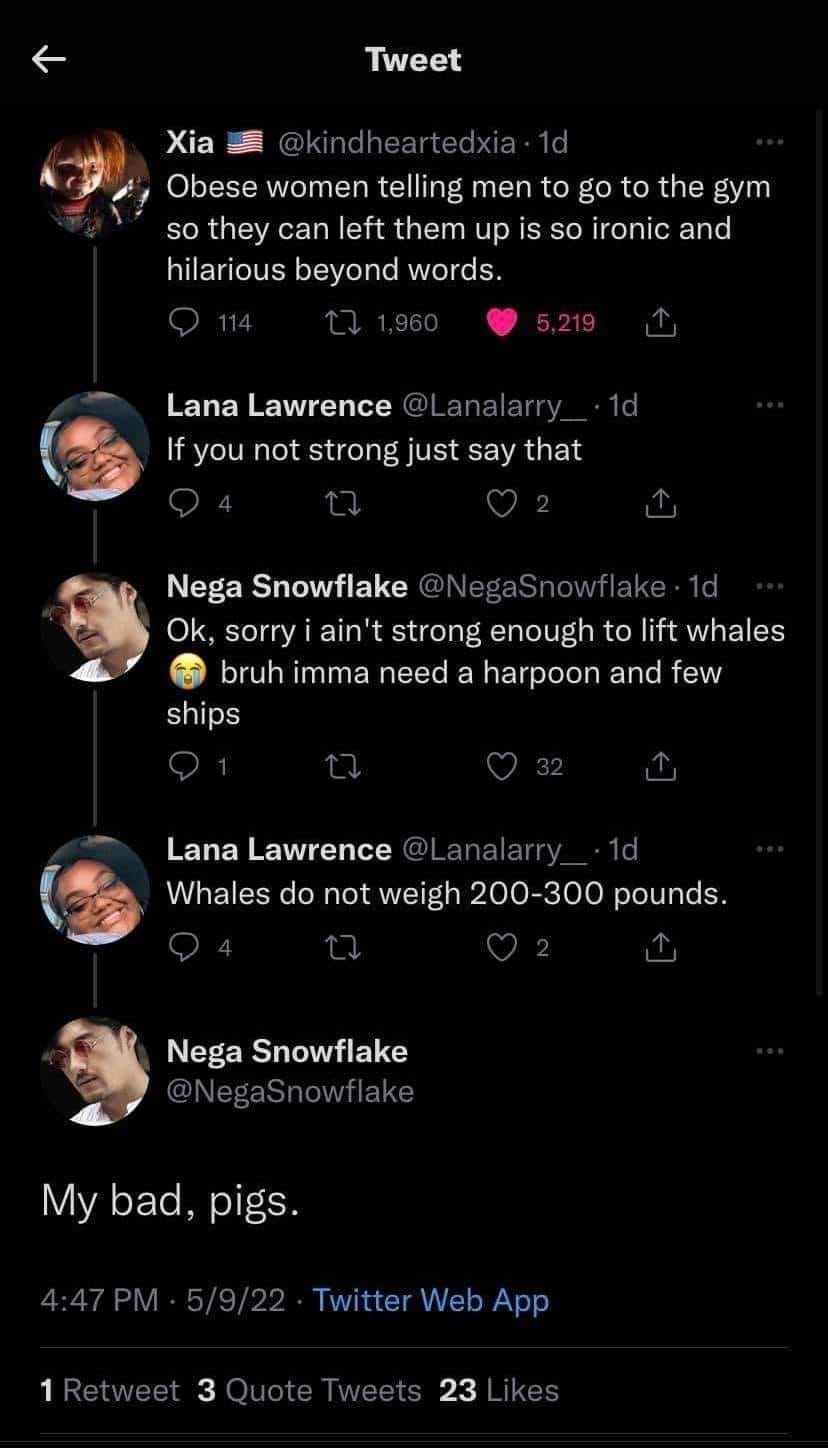 Tweet
Xia 🇺🇸 @kindheartedxia · 1d
Obese women telling men to go to the gym
so they can left them up is so ironic and
hilarious beyond words.
114 1,960 5,219
Lana Lawrence @Lanalarry__ · 1d
If you not strong just say that
4 2
Nega Snowflake @NegaSnowflake · 1d
Ok, sorry i ain't strong enough to lift whales
😭 bruh imma need a harpoon and few
ships
1 32
Lana Lawrence @Lanalarry__ · 1d
Whales do not weigh 200-300 pounds.
4 2
Nega Snowflake
@NegaSnowflake
My bad, pigs.
4:47 PM · 5/9/22 · Twitter Web App
1 Retweet 3 Quote Tweets 23 Likes